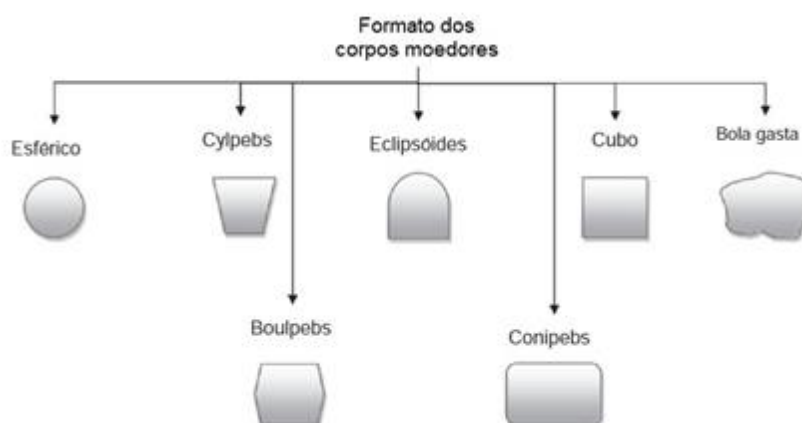 Formato dos
corpos moedores
Esférico
Cylpebs
Eclipsóides
Cubo
Bola gasta
Boulpebs
Conipebs